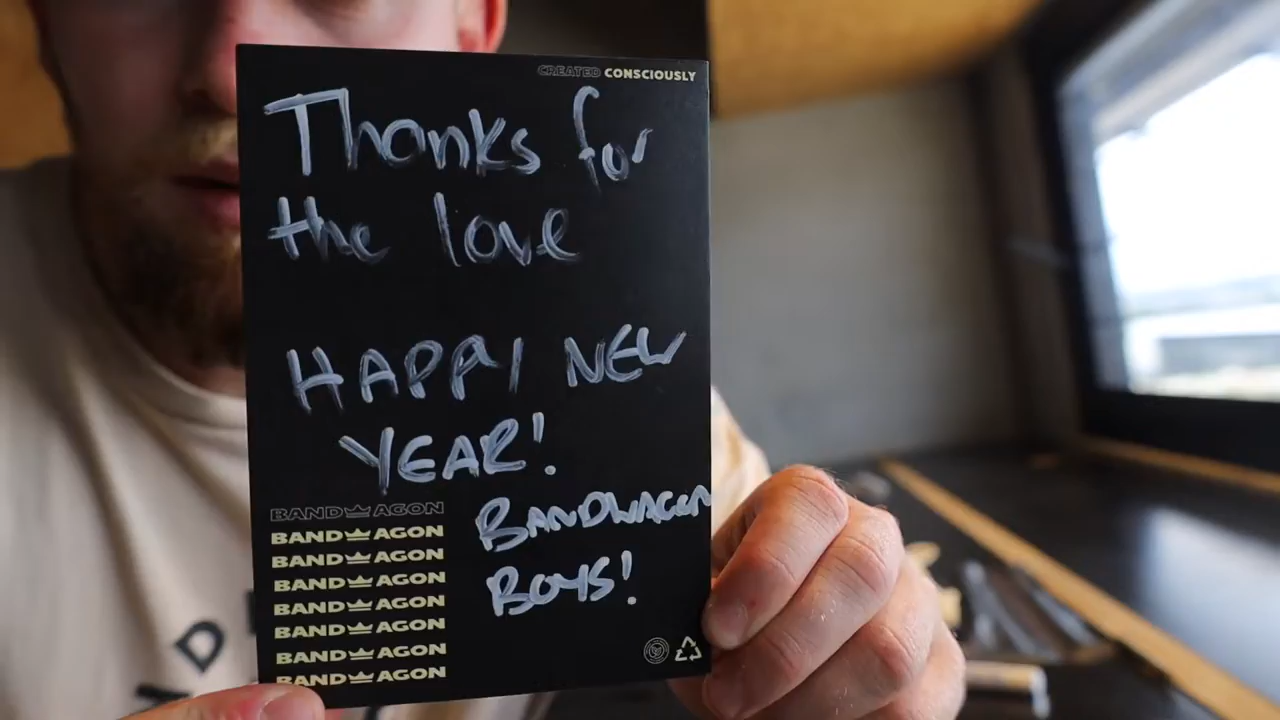 CREATED CONSCIOUSLY
Thanks for
the love
HAPPY NEW
YEAR!
BANDWAGON
BOYS!
BANDWAGON
BANDWAGON
BANDWAGON
BANDWAGON
BANDWAGON
BANDWAGON
BANDWAGON
BANDWAGON
D